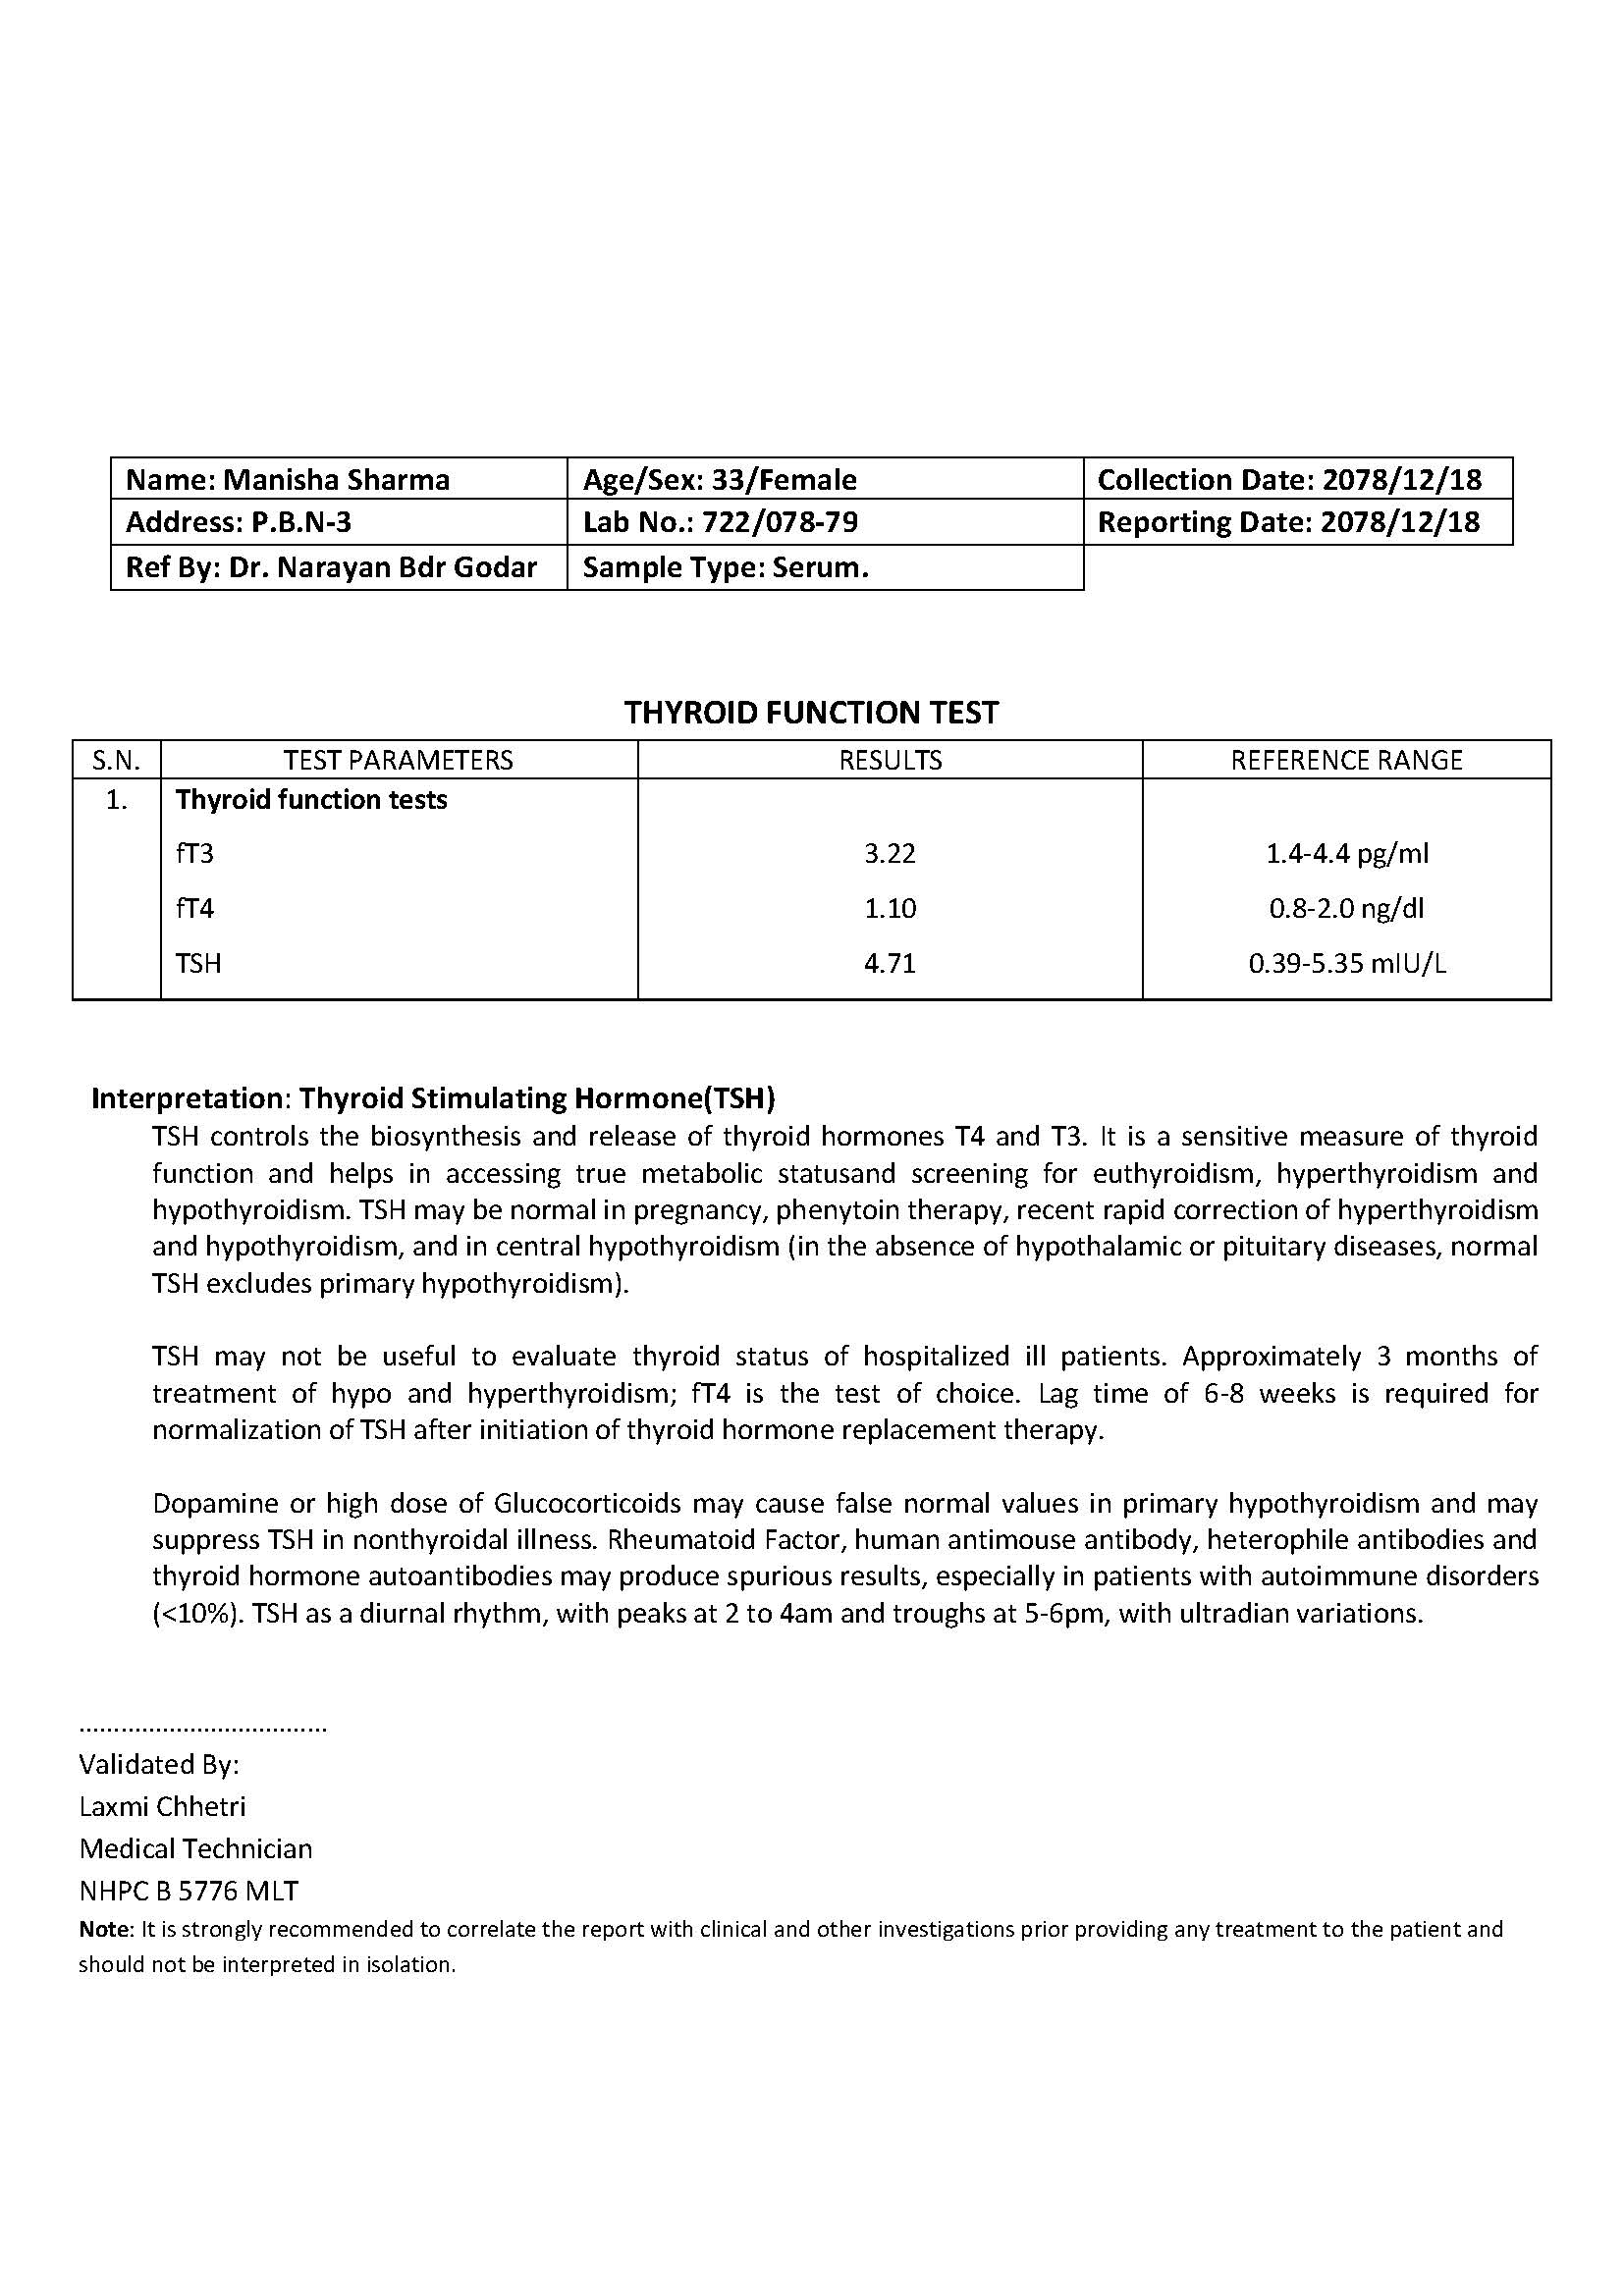 Name: Manisha Sharma Age/Sex: 33/Female Collection Date: 2078/12/18
Address: P.B.N-3 Lab No.: 722/078-79 Reporting Date: 2078/12/18
Ref By: Dr. Narayan Bdr Godar Sample Type: Serum.
THYROID FUNCTION TEST
S.N. TEST PARAMETERS RESULTS REFERENCE RANGE
1. Thyroid function tests
fT3 3.22 1.4-4.4 pg/ml
fT4 1.10 0.8-2.0 ng/dl
TSH 4.71 0.39-5.35 mIU/L
Interpretation: Thyroid Stimulating Hormone(TSH)
TSH controls the biosynthesis and release of thyroid hormones T4 and T3. It is a sensitive measure of thyroid
function and helps in accessing true metabolic statusand screening for euthyroidism, hyperthyroidism and
hypothyroidism. TSH may be normal in pregnancy, phenytoin therapy, recent rapid correction of hyperthyroidism
and hypothyroidism, and in central hypothyroidism (in the absence of hypothalamic or pituitary diseases, normal
TSH excludes primary hypothyroidism).
TSH may not be useful to evaluate thyroid status of hospitalized ill patients. Approximately 3 months of
treatment of hypo and hyperthyroidism; fT4 is the test of choice. Lag time of 6-8 weeks is required for
normalization of TSH after initiation of thyroid hormone replacement therapy.
Dopamine or high dose of Glucocorticoids may cause false normal values in primary hypothyroidism and may
suppress TSH in nonthyroidal illness. Rheumatoid Factor, human antimouse antibody, heterophile antibodies and
thyroid hormone autoantibodies may produce spurious results, especially in patients with autoimmune disorders
(<10%). TSH as a diurnal rhythm, with peaks at 2 to 4am and troughs at 5-6pm, with ultradian variations.
....................................
Validated By:
Laxmi Chhetri
Medical Technician
NHPC B 5776 MLT
Note: It is strongly recommended to correlate the report with clinical and other investigations prior providing any treatment to the patient and
should not be interpreted in isolation.